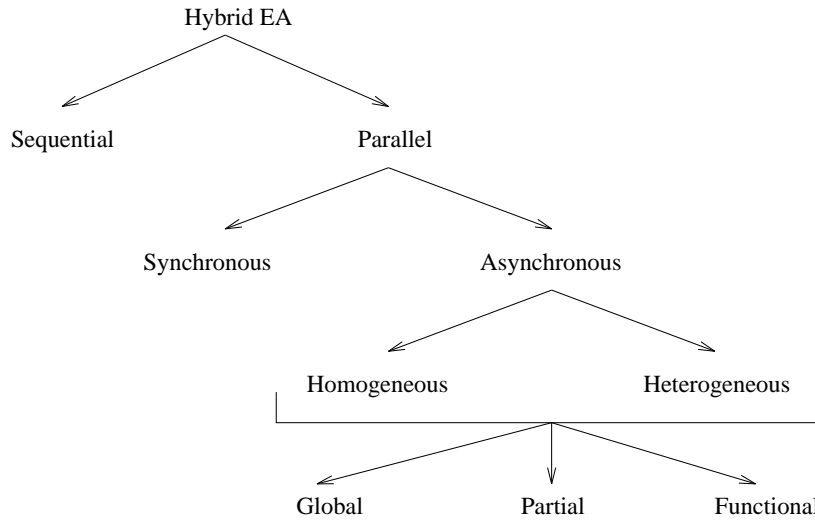 Hybrid EA
Sequential
Parallel
Synchronous
Asynchronous
Homogeneous
Heterogeneous
Global
Partial
Functional